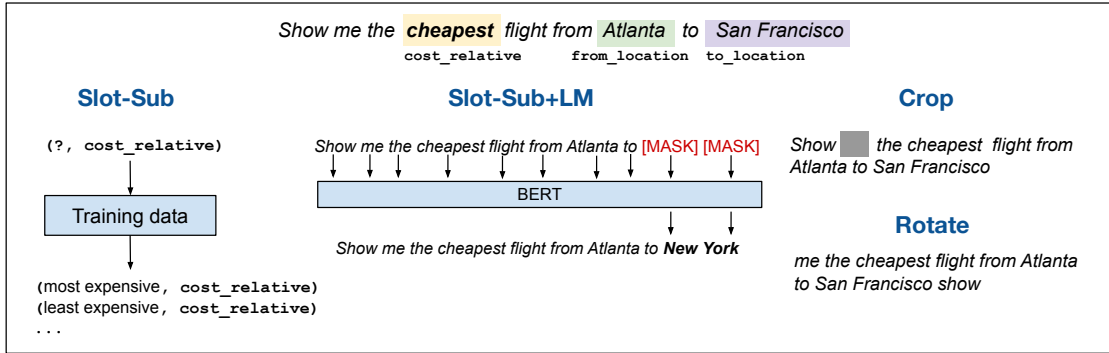 Show me the cheapest flight from Atlanta to San Francisco
cost_relative from_location to_location
Slot-Sub
(?, cost_relative)
Training data
(most expensive, cost_relative)
(least expensive, cost_relative)
...
Slot-Sub+LM
Show me the cheapest flight from Atlanta to [MASK] [MASK]
BERT
Show me the cheapest flight from Atlanta to New York
Crop
Show the cheapest flight from
Atlanta to San Francisco
Rotate
me the cheapest flight from Atlanta
to San Francisco show